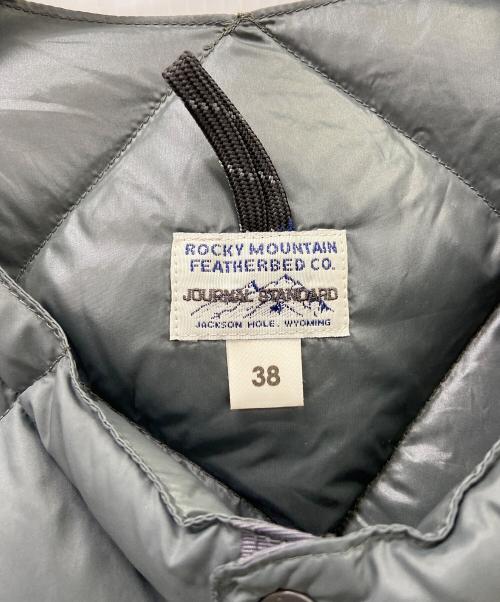 ROCKY MOUNTAIN
FEATHERBED CO.
JOURNAL STANDARD
JACKSON HOLE, WYOMING
38